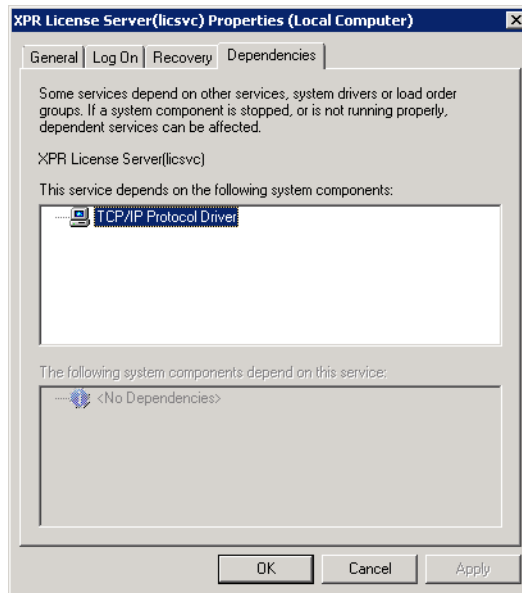 XPR License Server(licsvc) Properties (Local Computer)
General Log On Recovery Dependencies
Some services depend on other services, system drivers or load order
groups. If a system component is stopped, or is not running properly,
dependent services can be affected.
XPR License Server(licsvc)
This service depends on the following system components:
TCP/IP Protocol Driver
The following system components depend on this service:
<No Dependencies>
OK Cancel Apply